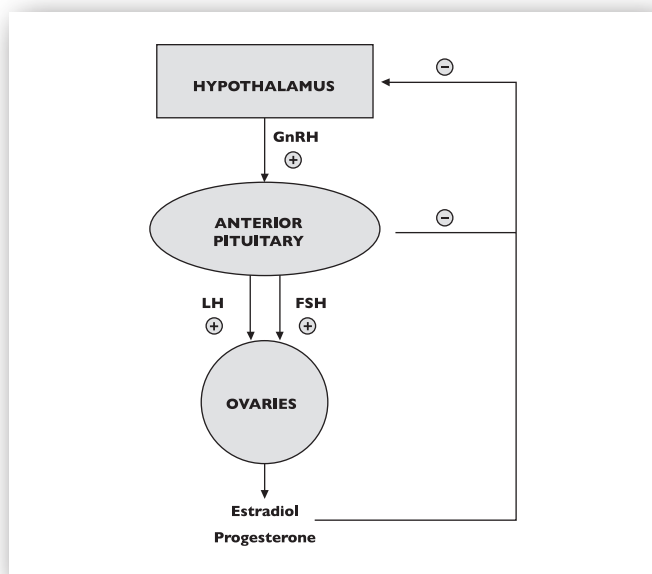 HYPOTHALAMUS
−
GnRH
+
ANTERIOR
PITUITARY
−
LH
FSH
+
+
OVARIES
Estradiol
Progesterone